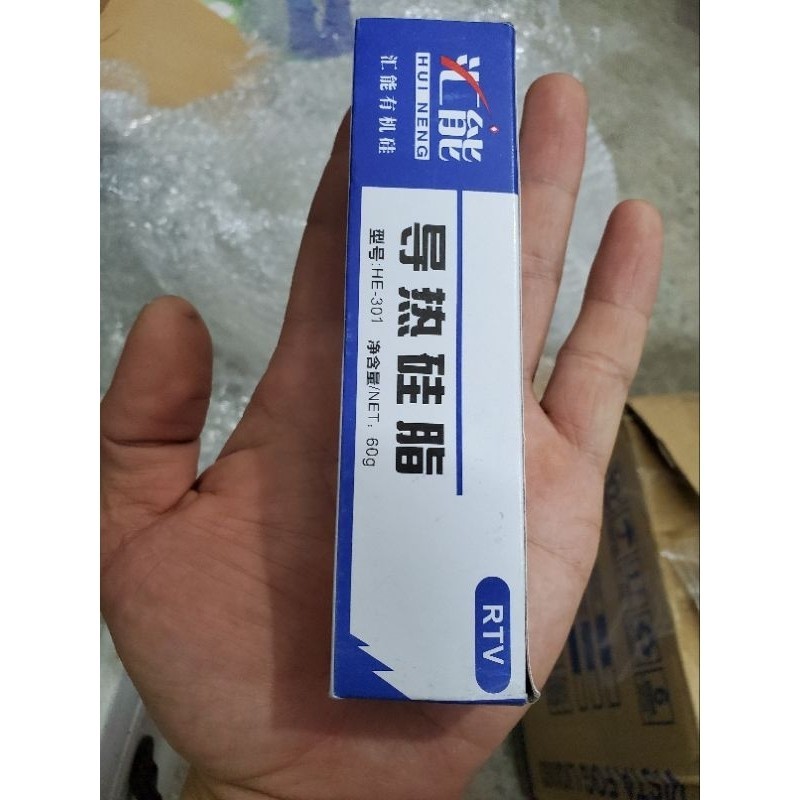 汇能
HUI NENG
汇能有机硅
导热硅脂
型号:HE-301 净含量/NET: 60g
RTV